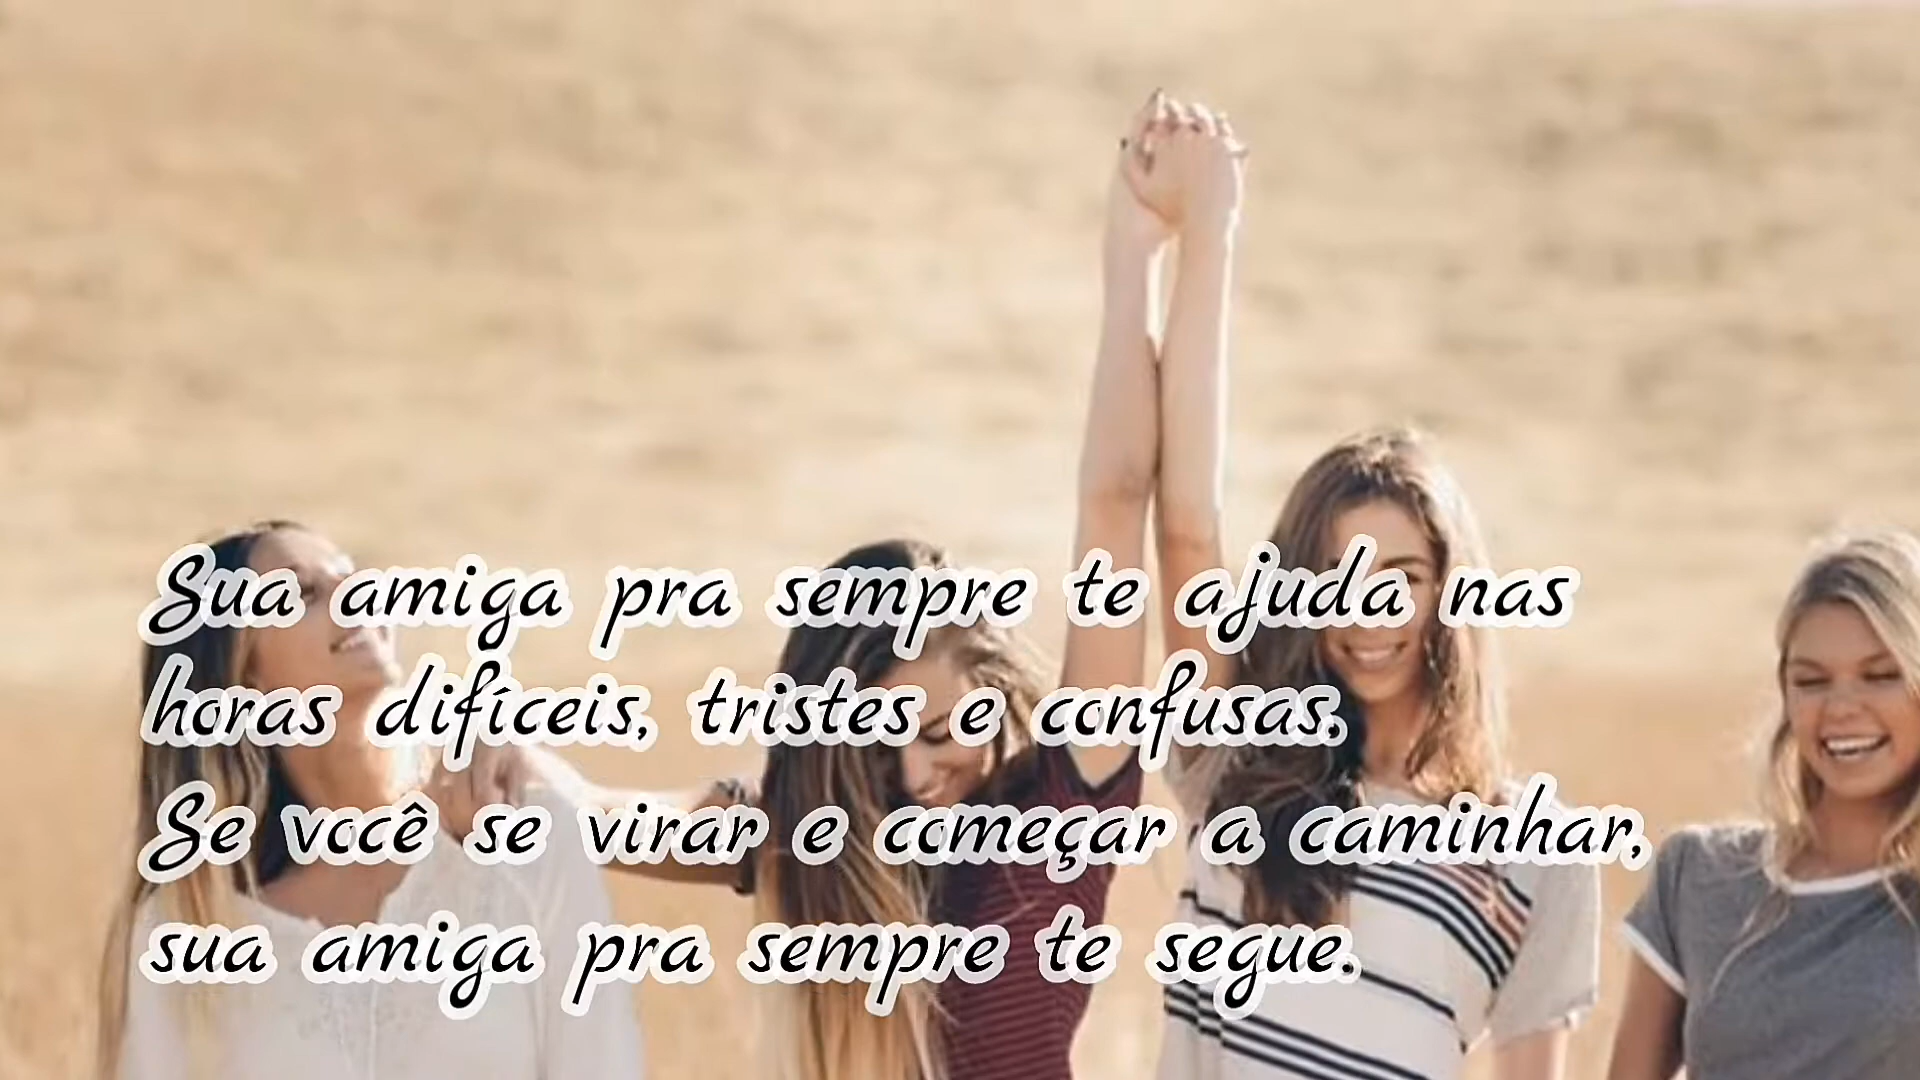 Sua amiga pra sempre te ajuda nas
horas difíceis, tristes e confusas.
Se você se virar e começar a caminhar,
sua amiga pra sempre te segue.